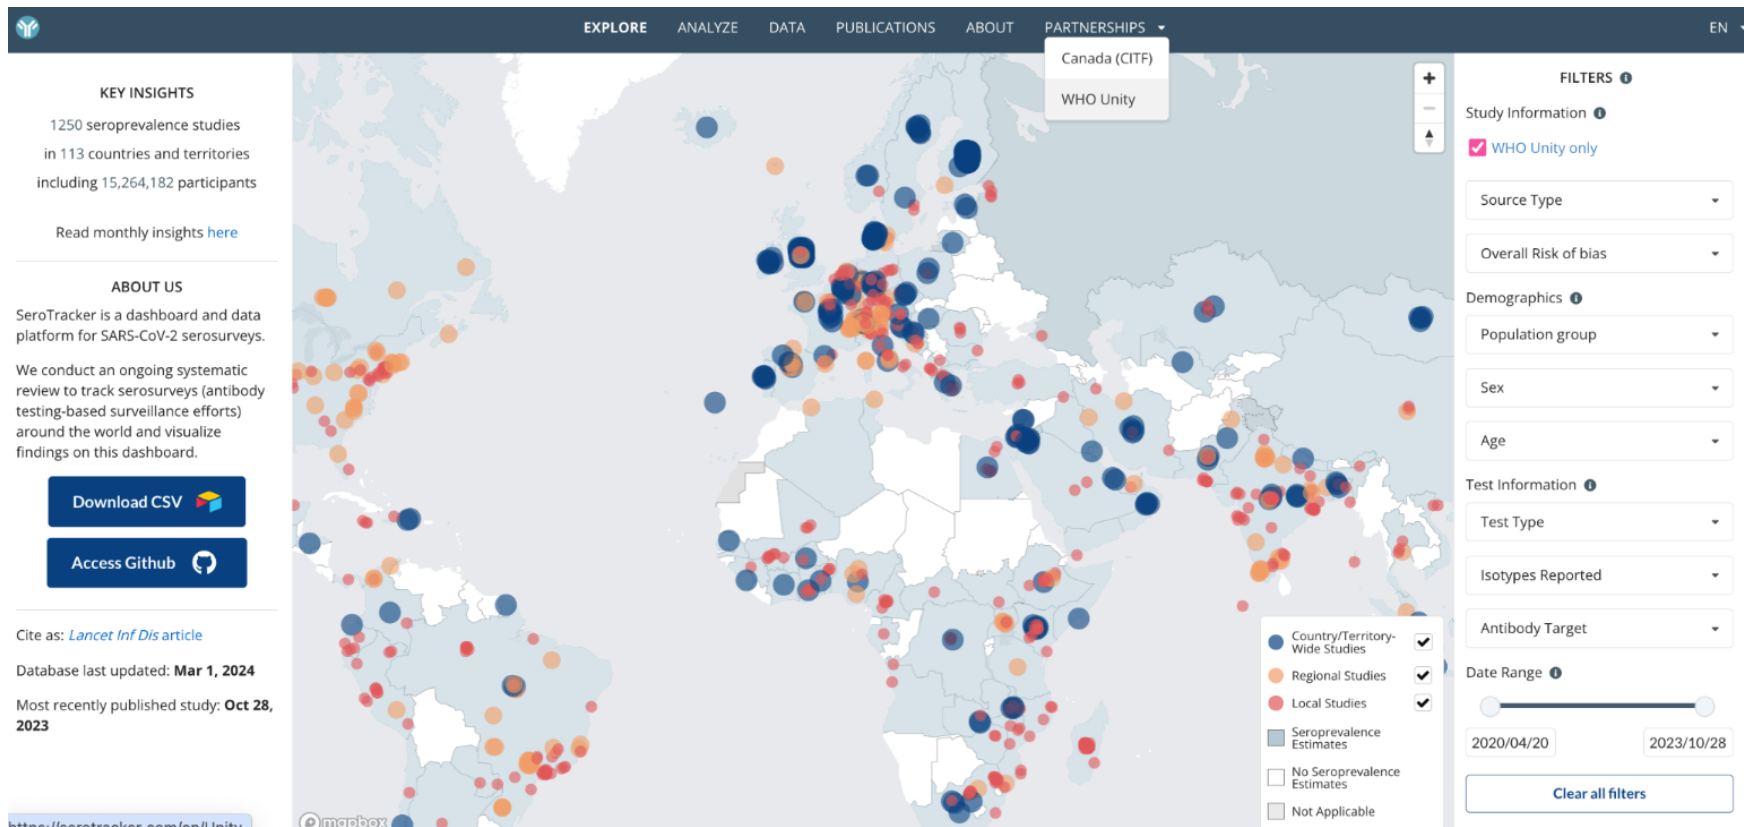 EXPLORE
ANALYZE
DATA
PUBLICATIONS
ABOUT
PARTNERSHIPS
EN
Canada (CITF)
WHO Unity
KEY INSIGHTS
1250 seroprevalence studies
in 113 countries and territories
including 15,264,182 participants
Read monthly insights here
ABOUT US
SeroTracker is a dashboard and data
platform for SARS-CoV-2 serosurveys.
We conduct an ongoing systematic
review to track serosurveys (antibody
testing-based surveillance efforts)
around the world and visualize
findings on this dashboard.
Download CSV
Access Github
Cite as: Lancet Inf Dis article
Database last updated: Mar 1, 2024
Most recently published study: Oct 28,
2023
https://serotracker.com/en/Unity
mapbox
Country/Territory-
Wide Studies
Regional Studies
Local Studies
Seroprevalence
Estimates
No Seroprevalence
Estimates
Not Applicable
FILTERS
Study Information
WHO Unity only
Source Type
Overall Risk of bias
Demographics
Population group
Sex
Age
Test Information
Test Type
Isotypes Reported
Antibody Target
Date Range
2020/04/20
2023/10/28
Clear all filters